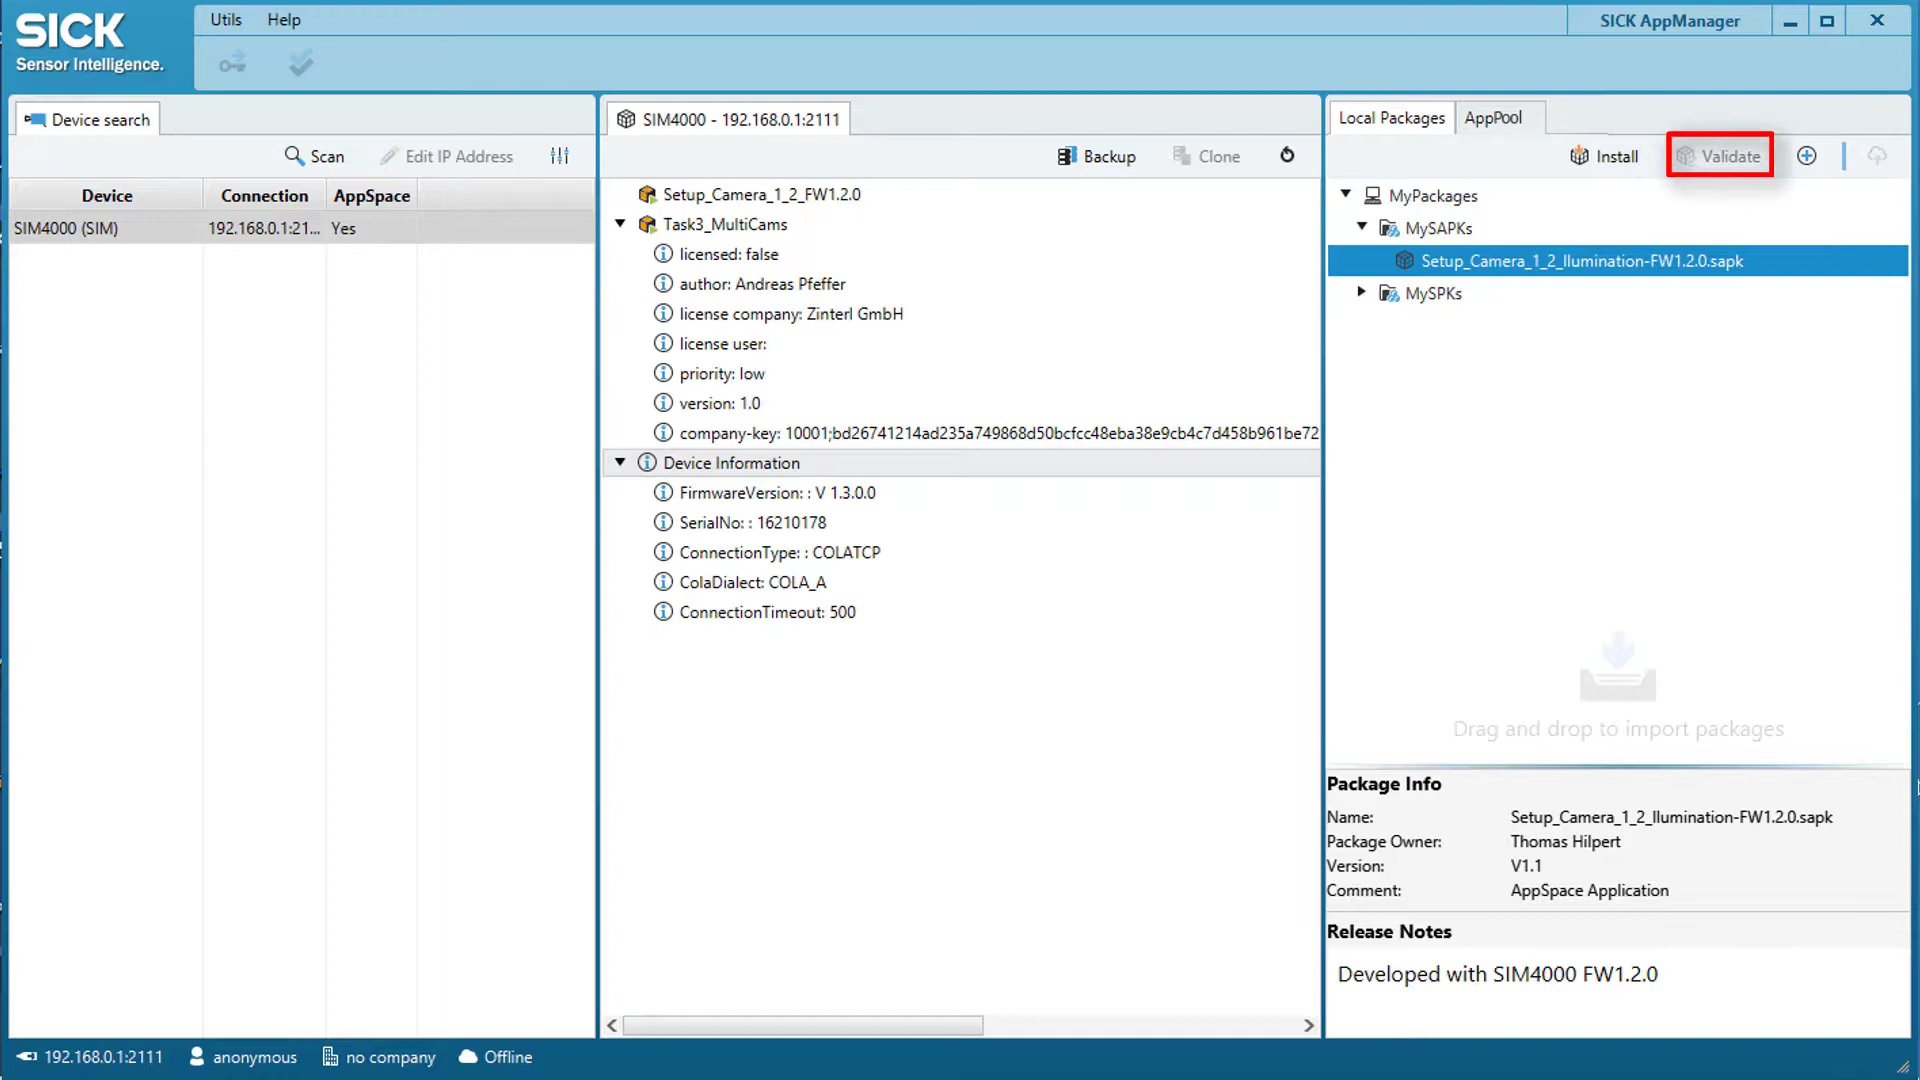 SICK
Sensor Intelligence.
Utils Help
SICK AppManager
Device search
Scan Edit IP Address
Device Connection AppSpace
SIM4000 (SIM) 192.168.0.1:21... Yes
SIM4000 - 192.168.0.1:2111
Backup Clone
Setup_Camera_1_2_FW1.2.0
Task3_MultiCams
licensed: false
author: Andreas Pfeffer
license company: Zinterl GmbH
license user:
priority: low
version: 1.0
company-key: 10001;bd26741214ad235a749868d50bcfcc48eba38e9cb4c7d458b961be72
Device Information
FirmwareVersion: : V 1.3.0.0
SerialNo: : 16210178
ConnectionType: : COLATCP
ColaDialect: COLA_A
ConnectionTimeout: 500
Local Packages AppPool
Install Validate
MyPackages
MySAPKs
Setup_Camera_1_2_Ilumination-FW1.2.0.sapk
MySPKs
Drag and drop to import packages
Package Info
Name: Setup_Camera_1_2_Ilumination-FW1.2.0.sapk
Package Owner: Thomas Hilpert
Version: V1.1
Comment: AppSpace Application
Release Notes
Developed with SIM4000 FW1.2.0
192.168.0.1:2111 anonymous no company Offline